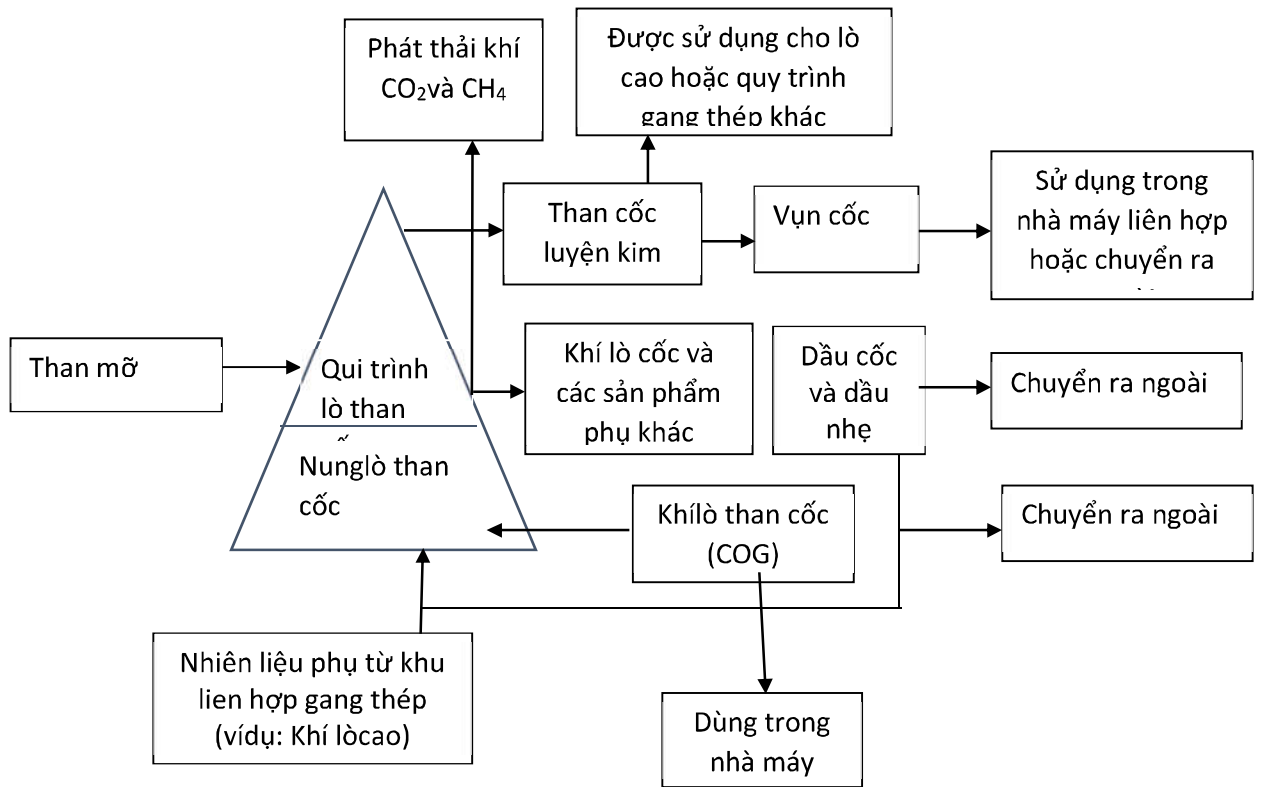 Phát thải khí
CO₂và CH₄
Được sử dụng cho lò
cao hoặc quy trình
gang thép khác
Than cốc
luyện kim
Vụn cốc
Sử dụng trong
nhà máy liên hợp
hoặc chuyển ra
Than mỡ
Qui trình
lò than
Nunglò than
cốc
Khí lò cốc và
các sản phẩm
phụ khác
Dầu cốc
và dầu
nhẹ
Chuyển ra ngoài
Khílò than cốc
(COG)
Chuyển ra ngoài
Nhiên liệu phụ từ khu
lien hợp gang thép
(vídụ: Khí lòcao)
Dùng trong
nhà máy